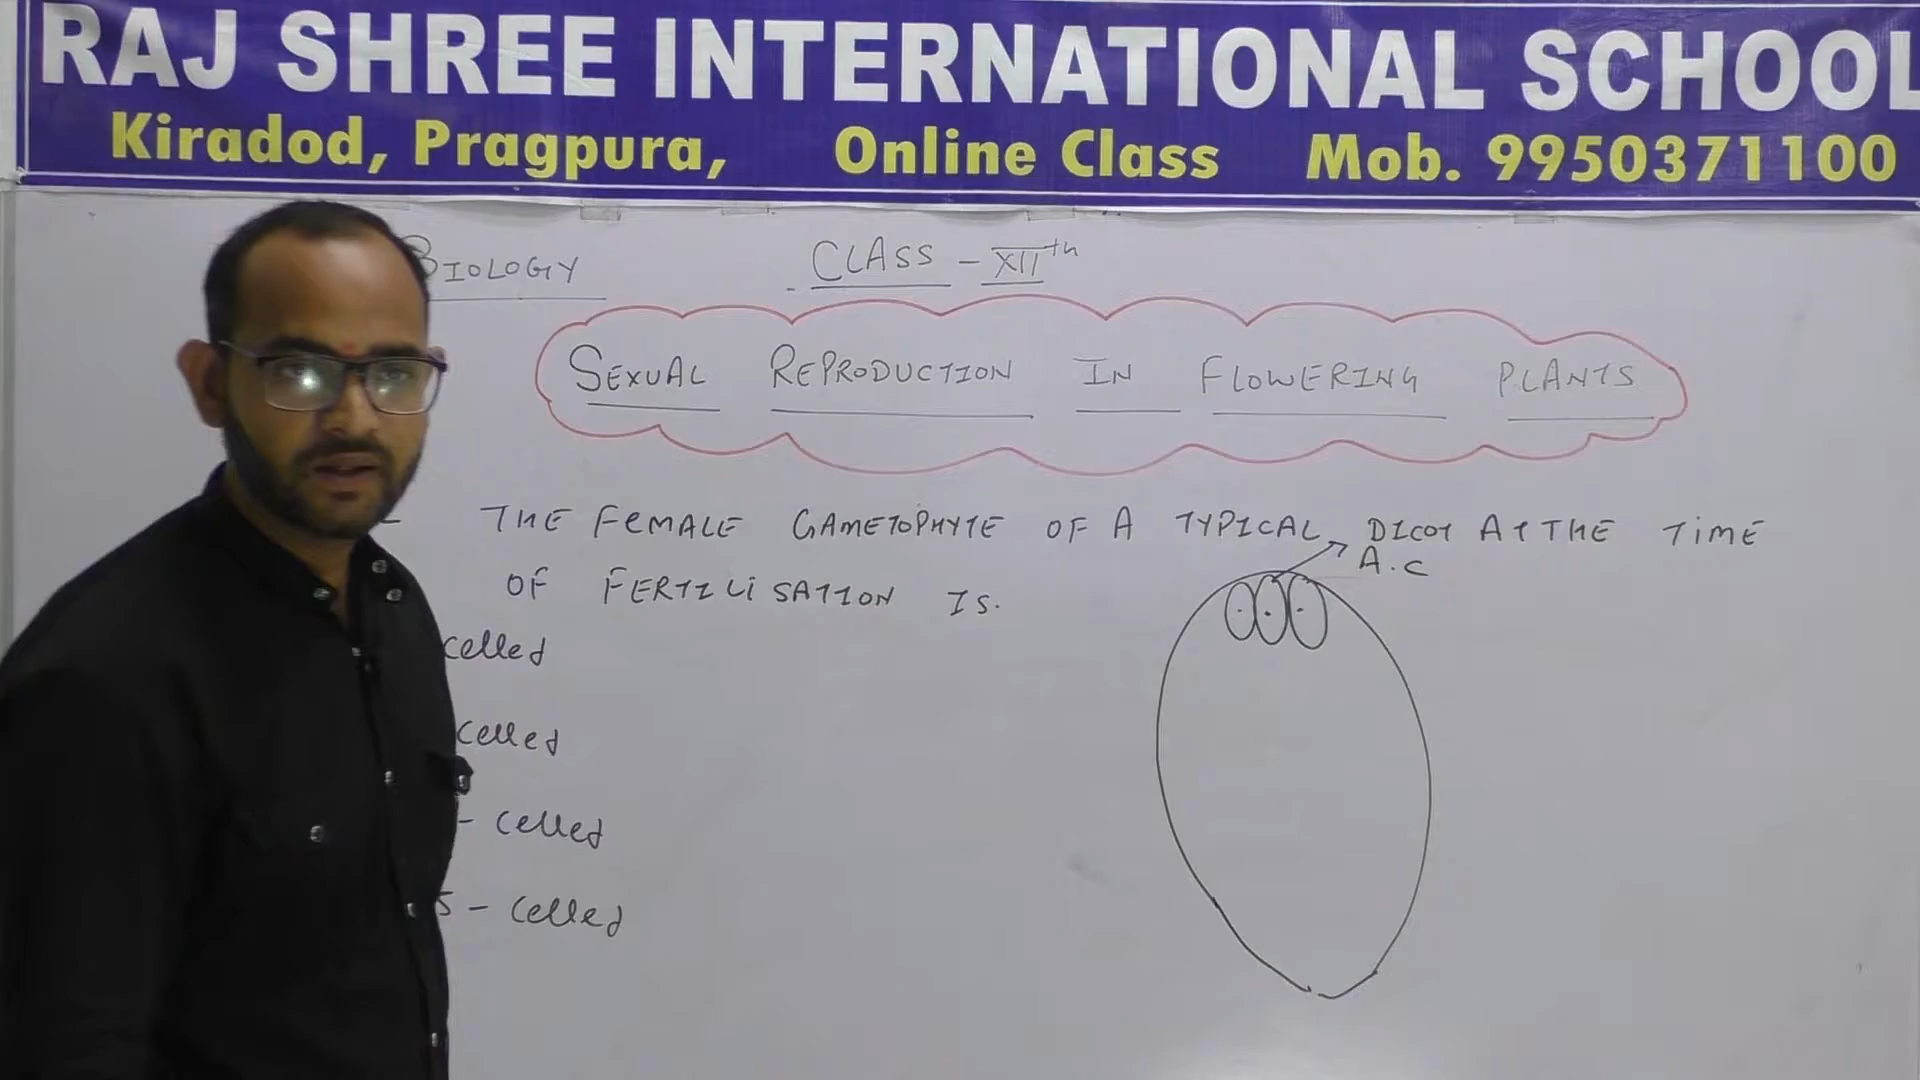 RAJ SHREE INTERNATIONAL SCHOOL
Kiradod, Pragpura, Online Class Mob. 9950371100
BIOLOGY CLASS - XIIth
SEXUAL REPRODUCTION IN FLOWERING PLANTS
- THE FEMALE GAMETOPHYTE OF A TYPICAL DICOT AT THE TIME
OF FERTILISATION IS.
A.C
celled
celled
- celled
5 - celled